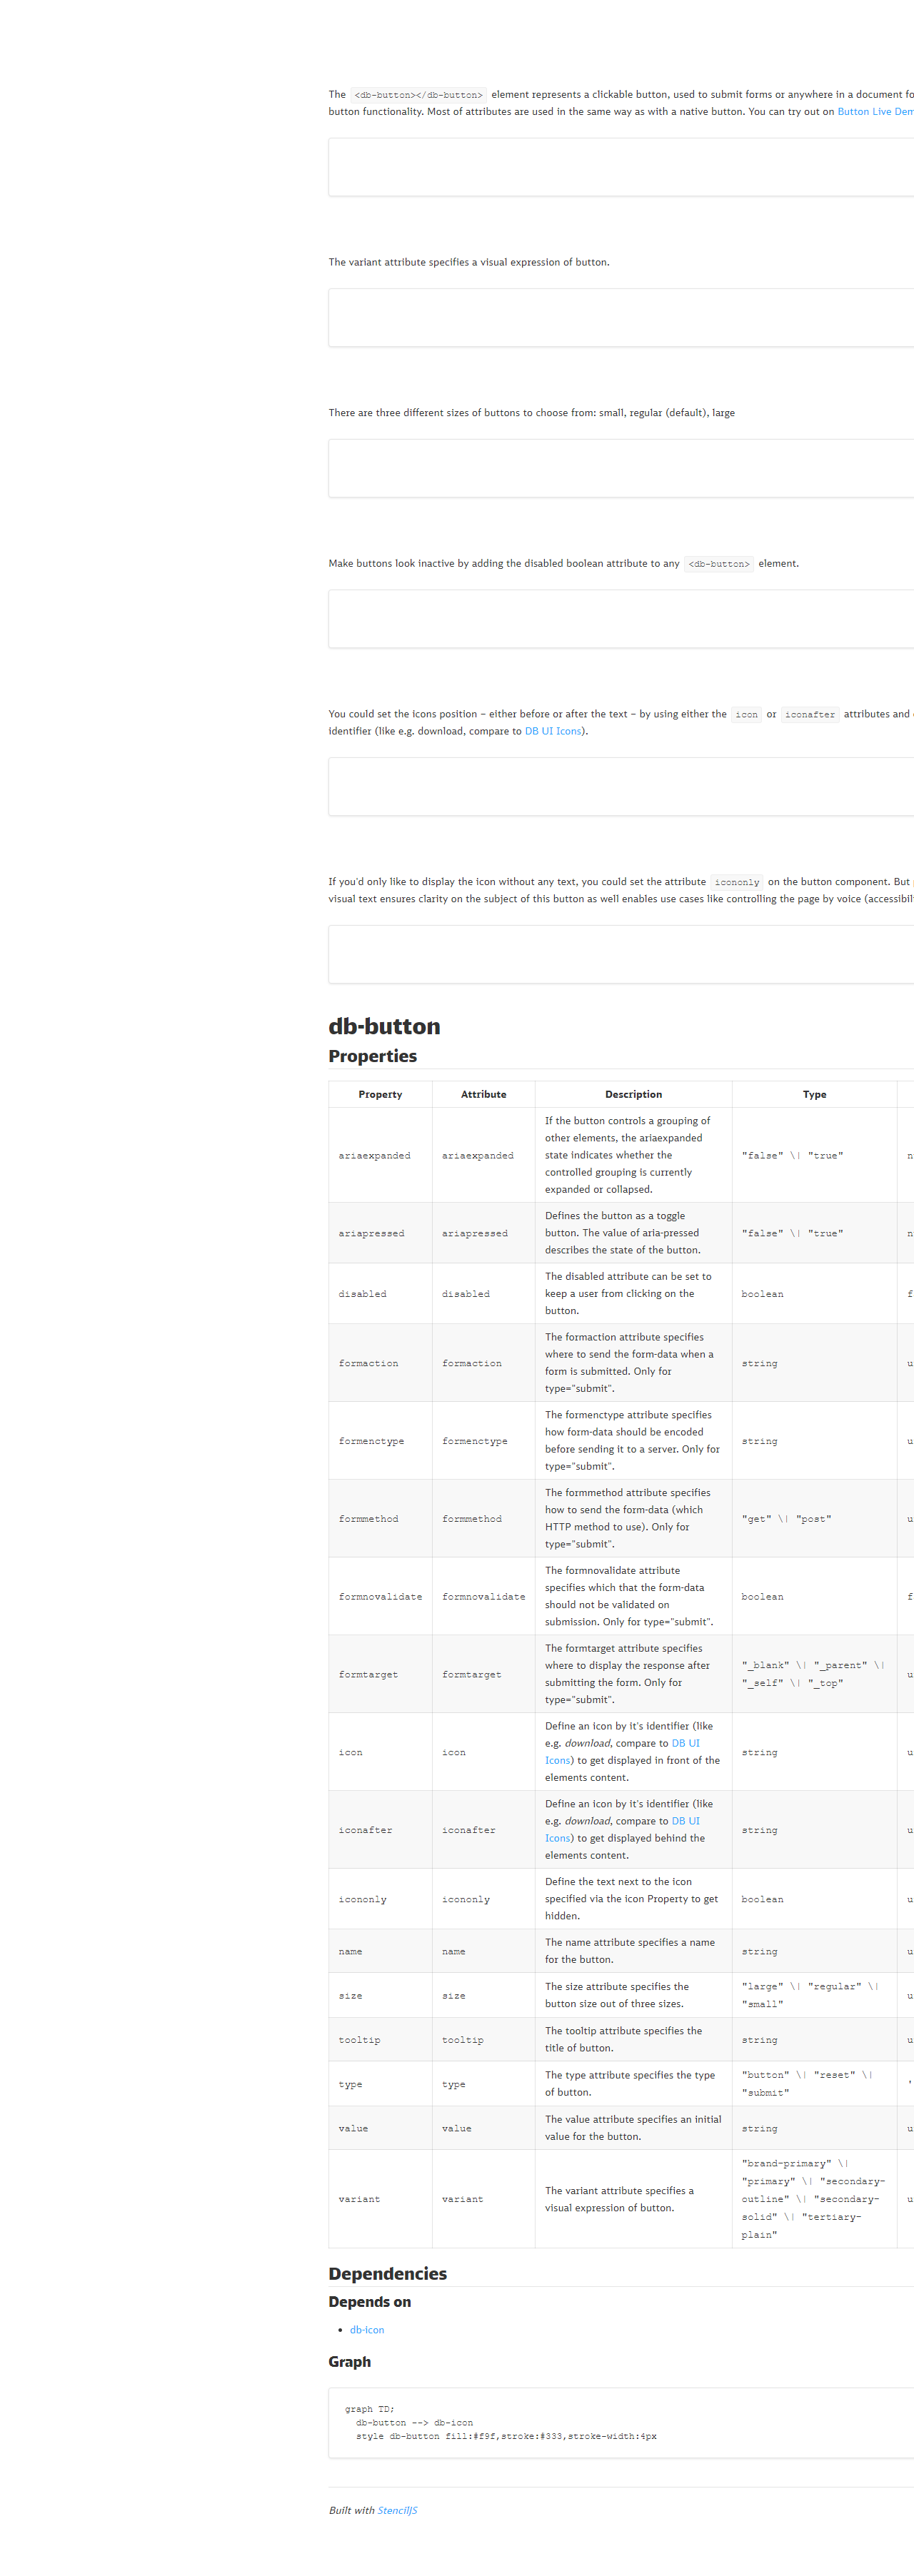 The <db-button></db-button> element represents a clickable button, used to submit forms or anywhere in a document fo
button functionality. Most of attributes are used in the same way as with a native button. You can try out on Button Live Dem
The variant attribute specifies a visual expression of button.
There are three different sizes of buttons to choose from: small, regular (default), large
Make buttons look inactive by adding the disabled boolean attribute to any <db-button> element.
You could set the icons position – either before or after the text – by using either the icon or iconafter attributes and
identifier (like e.g. download, compare to DB UI Icons).
If you'd only like to display the icon without any text, you could set the attribute icononly on the button component. But
visual text ensures clarity on the subject of this button as well enables use cases like controlling the page by voice (accessibil
db-button
Properties
Property Attribute Description Type
If the button controls a grouping of
other elements, the ariaexpanded
state indicates whether the
ariaexpanded ariaexpanded "false" \| "true" n
controlled grouping is currently
expanded or collapsed.
Defines the button as a toggle
ariapressed ariapressed button. The value of aria-pressed "false" \| "true" n
describes the state of the button.
The disabled attribute can be set to
disabled disabled keep a user from clicking on the boolean f
button.
The formaction attribute specifies
where to send the form-data when a
formaction formaction string u
form is submitted. Only for
type="submit".
The formenctype attribute specifies
how form-data should be encoded
formenctype formenctype string u
before sending it to a server. Only for
type="submit".
The formmethod attribute specifies
how to send the form-data (which
formmethod formmethod "get" \| "post" u
HTTP method to use). Only for
type="submit".
The formnovalidate attribute
specifies which that the form-data
formnovalidate formnovalidate boolean f
should not be validated on
submission. Only for type="submit".
The formtarget attribute specifies
where to display the response after "_blank" \| "_parent" \|
formtarget formtarget u
submitting the form. Only for "_self" \| "_top"
type="submit".
Define an icon by it's identifier (like
e.g. download, compare to DB UI
icon icon string u
Icons) to get displayed in front of the
elements content.
Define an icon by it's identifier (like
e.g. download, compare to DB UI
iconafter iconafter string u
Icons) to get displayed behind the
elements content.
Define the text next to the icon
icononly icononly specified via the icon Property to get boolean u
hidden.
The name attribute specifies a name
name name string u
for the button.
The size attribute specifies the "large" \| "regular" \|
size size u
button size out of three sizes. "small"
The tooltip attribute specifies the
tooltip tooltip string u
title of button.
The type attribute specifies the type "button" \| "reset" \|
type type '
of button. "submit"
The value attribute specifies an initial
value value string u
value for the button.
"brand-primary" \|
The variant attribute specifies a "primary" \| "secondary-
variant variant outline" \| "secondary- u
visual expression of button. solid" \| "tertiary-
plain"
Dependencies
Depends on
• db-icon
Graph
graph TD;
db-button --> db-icon
style db-button fill:#f9f,stroke:#333,stroke-width:4px
Built with StencilJS